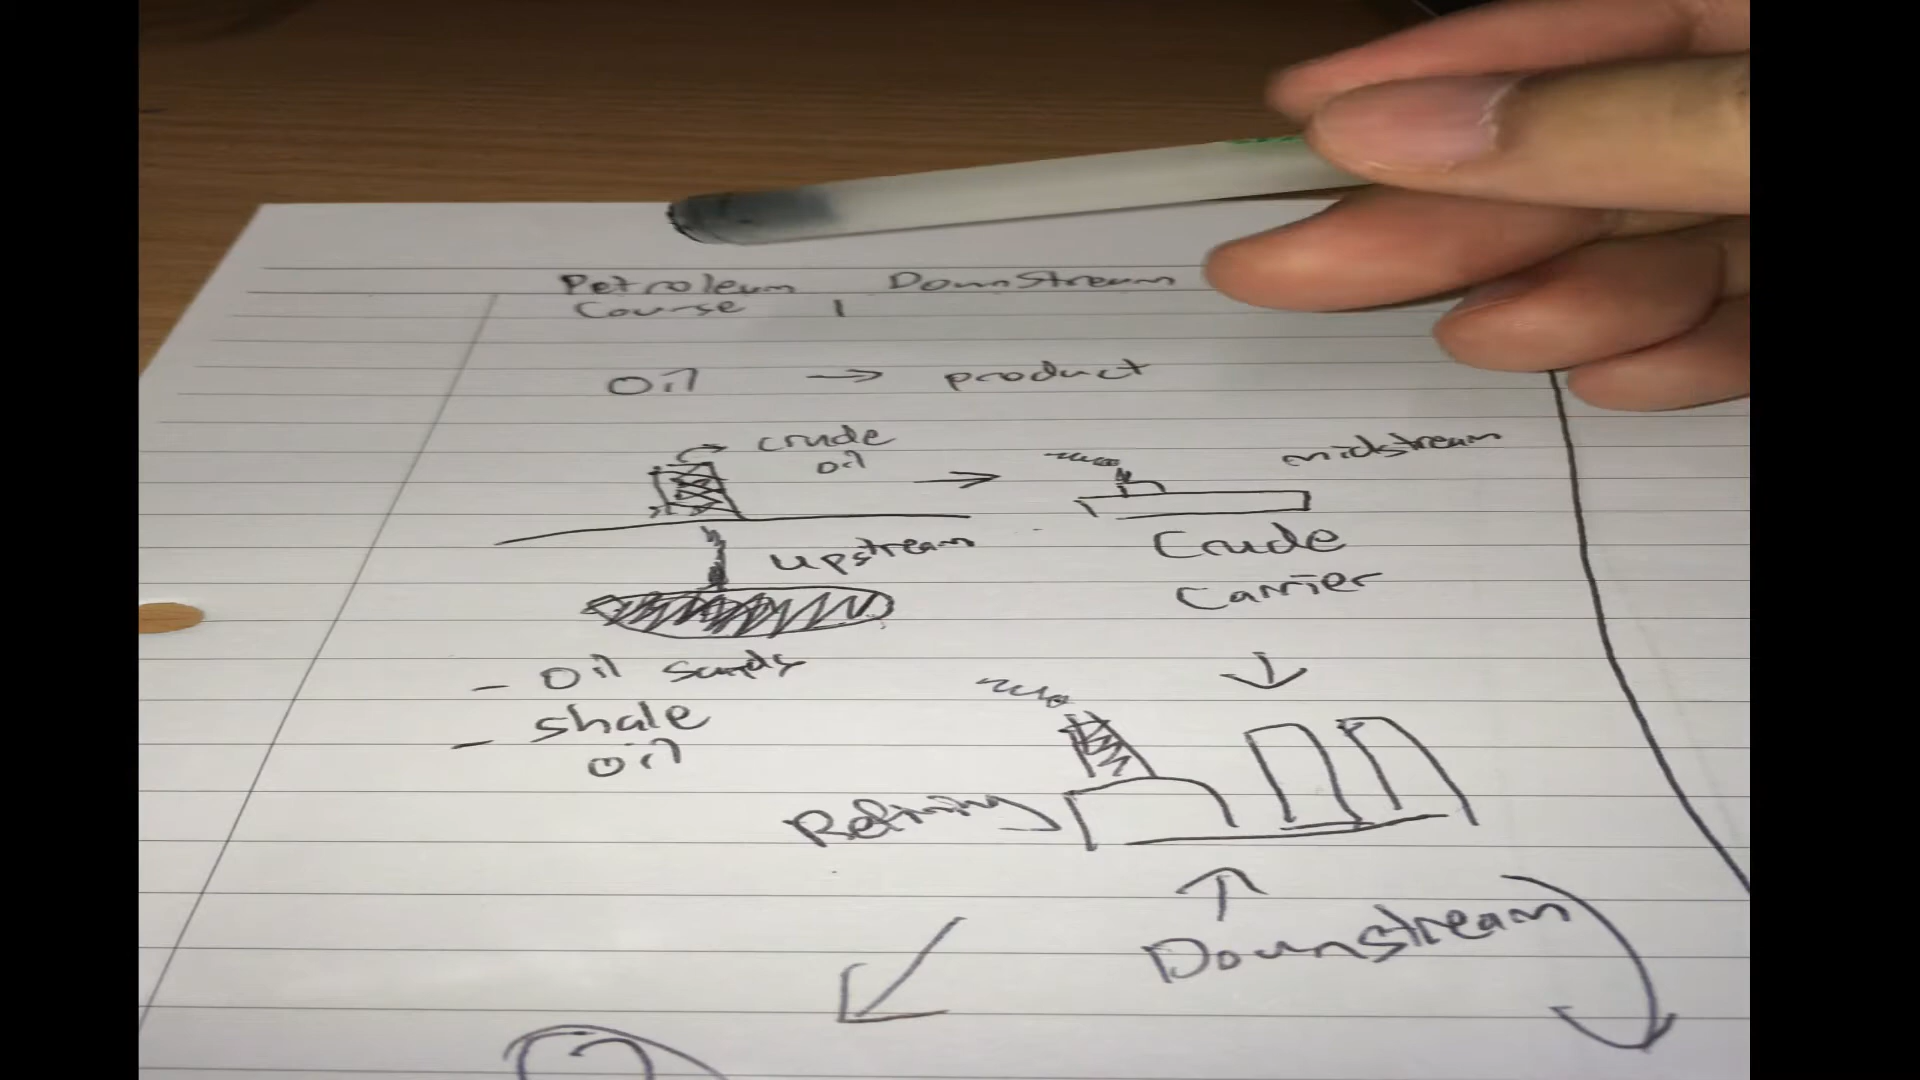 Petroleum Downstream
Course 1
Oil → product
crude
oil
→
midstream
upstream
Crude
Carrier
- Oil sands
- shale
oil
Refining
Downstream